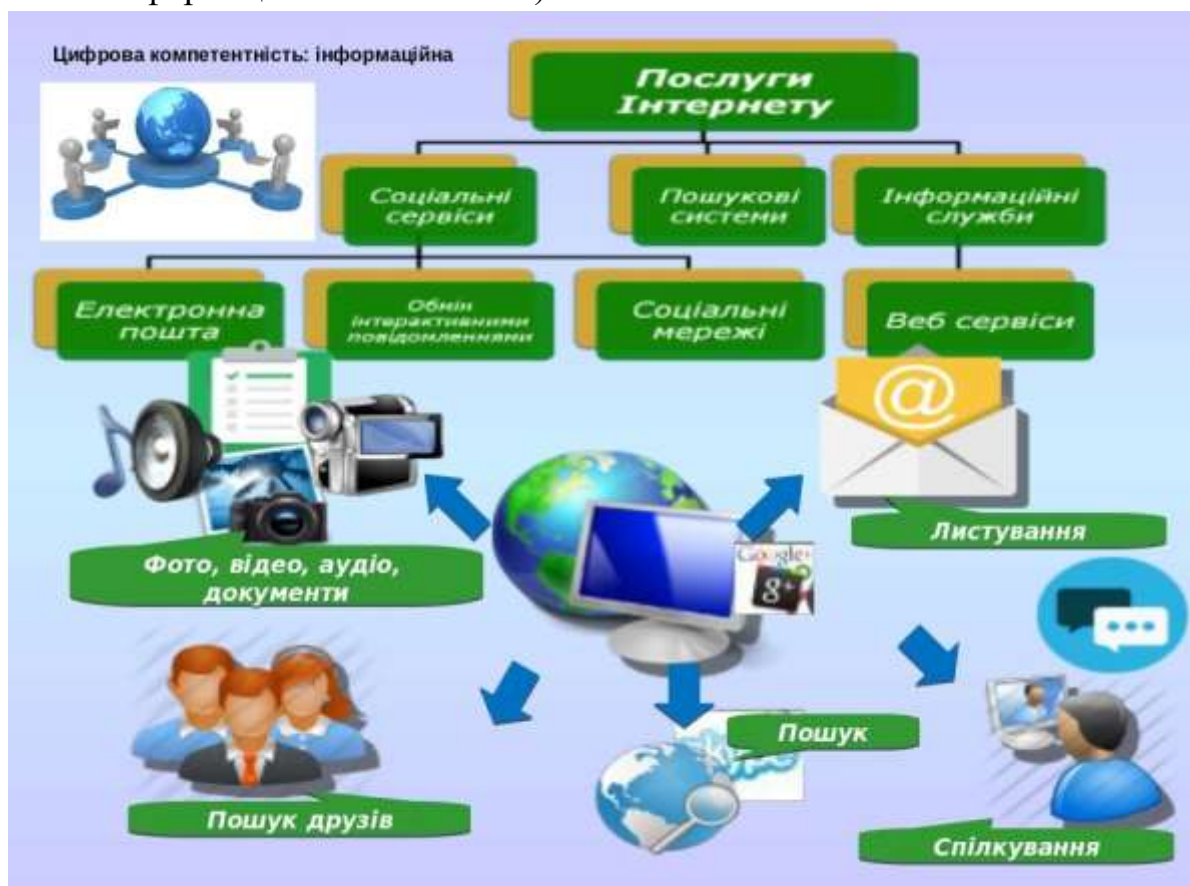 Цифрова компетентність: інформаційна
Послуги
Інтернету
Соціальні
сервіси
Пошукові
системи
Інформаційні
служби
Електронна
пошта
Обмін
інтерактивними
повідомленнями
Соціальні
мережі
Веб сервіси
@
Листування
Google+
g+
Фото, відео, аудіо,
документи
Пошук
Пошук друзів
Спілкування